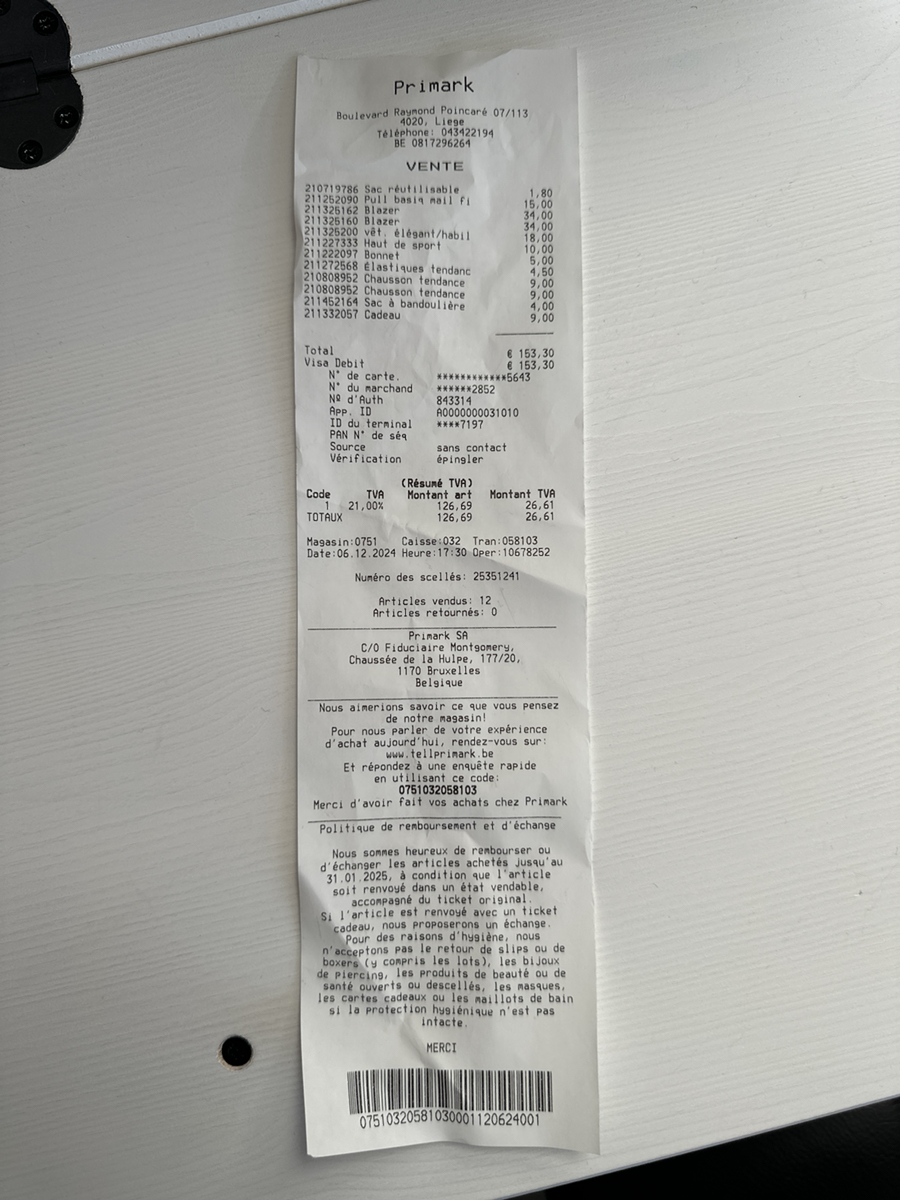 Primark
Boulevard Raymond Poincaré 07/113
4020, Liege
Téléphone: 043422194
BE 0817296264
VENTE
210719786 Sac réutilisable 1,80
211252090 Pull basiq mail fi 15,00
211325162 Blazer 34,00
211325160 Blazer 34,00
211325200 vêt. élégant/habil 18,00
211227333 Haut de sport 10,00
211222097 Bonnet 5,00
211272568 Élastiques tendanc 4,50
210808952 Chausson tendance 9,00
210808952 Chausson tendance 9,00
211452164 Sac à bandoulière 4,00
211332057 Cadeau 9,00
Total € 153,30
Visa Debit € 153,30
N° de carte. ************5643
N° du marchand ******2852
Nº d'Auth 843314
App. ID A0000000031010
ID du terminal ****7197
PAN N° de séq
Source sans contact
Vérification épingler
(Résumé TVA)
Code TVA Montant art Montant TVA
1 21,00% 126,69 26,61
TOTAUX 126,69 26,61
Magasin:0751 Caisse:032 Tran:058103
Date:06.12.2024 Heure:17:30 Oper:10678252
Numéro des scellés: 25351241
Articles vendus: 12
Articles retournés: 0
Primark SA
C/O Fiduciaire Montgomery,
Chaussée de la Hulpe, 177/20,
1170 Bruxelles
Belgique
Nous aimerions savoir ce que vous pensez
de notre magasin!
Pour nous parler de votre expérience
d'achat aujourd'hui, rendez-vous sur:
www.tellprimark.be
Et répondez à une enquête rapide
en utilisant ce code:
0751032058103
Merci d'avoir fait vos achats chez Primark
Politique de remboursement et d'échange
Nous sommes heureux de rembourser ou
d'échanger les articles achetés jusqu'au
31.01.2025, à condition que l'article
soit renvoyé dans un état vendable,
accompagné du ticket original.
Si l'article est renvoyé avec un ticket
cadeau, nous proposerons un échange.
Pour des raisons d'hygiène, nous
n'acceptons pas le retour de slips ou de
boxers (y compris les lots), les bijoux
de piercing, les produits de beauté ou de
santé ouverts ou descellés, les masques,
les cartes cadeaux ou les maillots de bain
si la protection hygiénique n'est pas
intacte.
MERCI
07510320581030001120624001